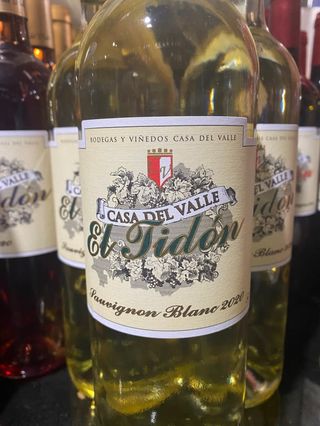 BODEGAS Y VIÑEDOS CASA DEL VALLE
V
CASA DEL VALLE
El Tidón
Sauvignon Blanc 2020